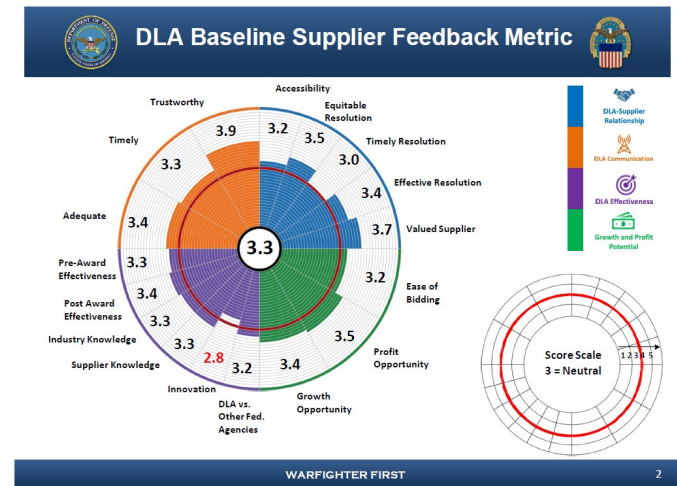 DLA Baseline Supplier Feedback Metric
Accessibility
Trustworthy
Equitable
Resolution
Timely
Timely Resolution
Effective Resolution
Adequate
Valued Supplier
Pre-Award
Effectiveness
Ease of
Bidding
Post Award
Effectiveness
Industry Knowledge
Supplier Knowledge
Profit
Opportunity
Innovation
Growth
Opportunity
DLA vs.
Other Fed.
Agencies
3.9
3.2
3.5
3.0
3.4
3.7
3.2
3.5
3.4
3.2
2.8
3.3
3.3
3.4
3.3
3.4
3.3
3.3
DLA-Supplier
Relationship
DLA Communication
DLA Effectiveness
Growth and Profit
Potential
Score Scale
3 = Neutral
1 2 3 4 5
WARFIGHTER FIRST
2